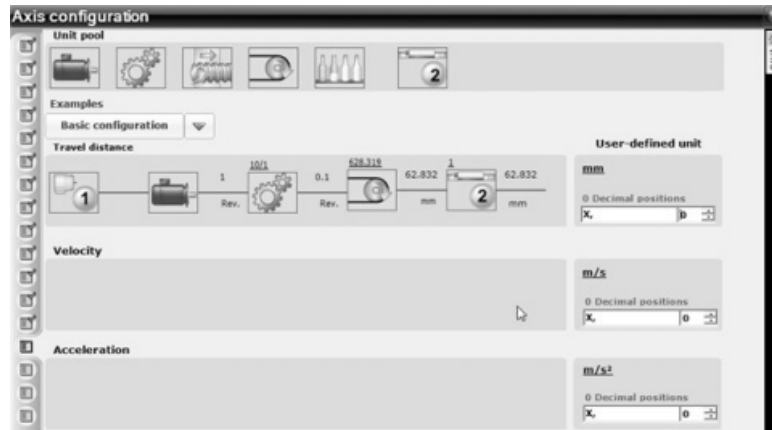 Axis configuration
Unit pool
2
Examples
Basic configuration
Travel distance
User-defined unit
1
1
Rev.
10/1
0.1
Rev.
628.319
62.832
mm
1
2
62.832
mm
mm
0 Decimal positions
X,
0
Velocity
m/s
0 Decimal positions
X,
0
Acceleration
m/s²
0 Decimal positions
X,
0